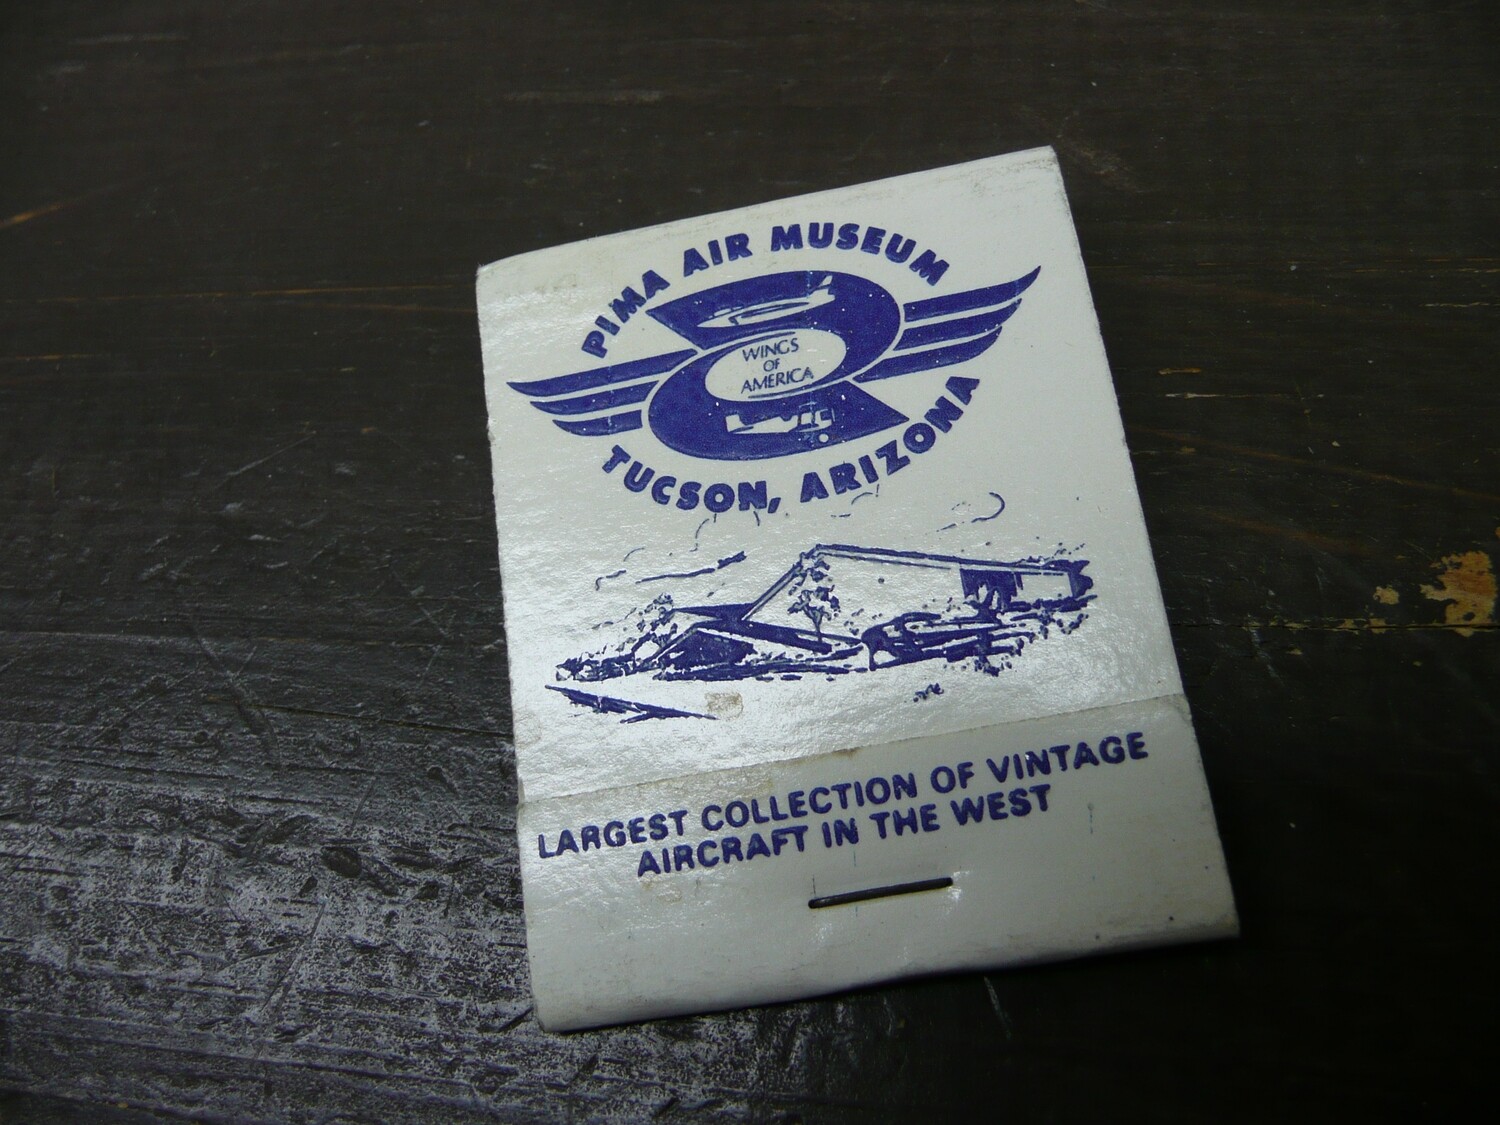 PIMA AIR MUSEUM
WINGS
OF
AMERICA
TUCSON, ARIZONA
LARGEST COLLECTION OF VINTAGE
AIRCRAFT IN THE WEST